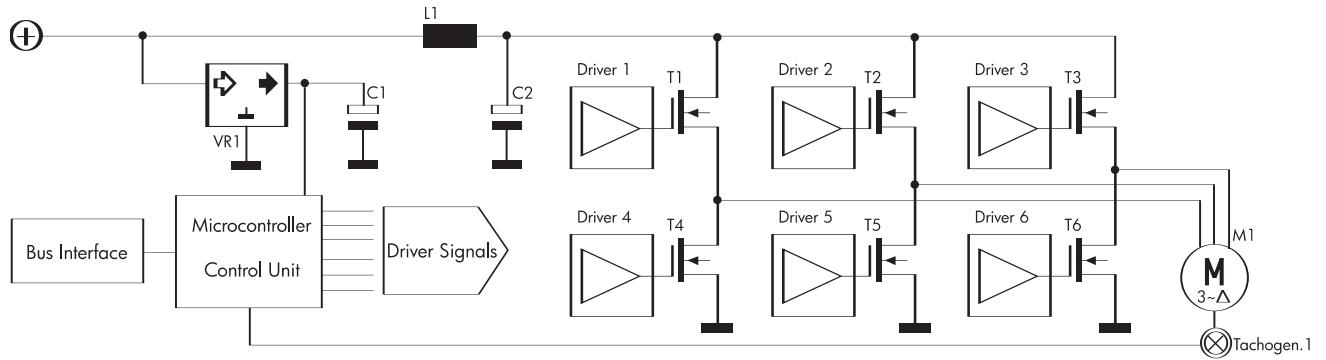 L1
Driver 1
T1
Driver 2
T2
Driver 3
T3
C1
C2
VR1
Driver 4
T4
Driver 5
T5
Driver 6
T6
Microcontroller
Control Unit
Bus Interface
Driver Signals
M1
M
3~Δ
Tachogen.1